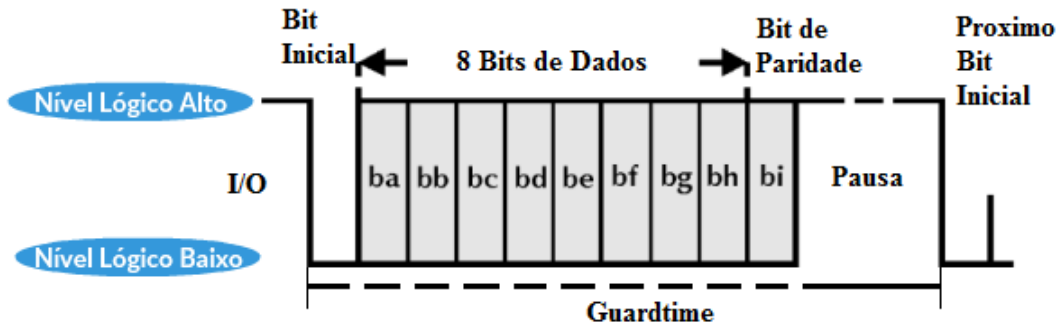 Bit
Inicial
8 Bits de Dados
Bit de
Paridade
Proximo
Bit
Inicial
Nível Lógico Alto
I/O
ba bb bc bd be bf bg bh bi
Pausa
Nível Lógico Baixo
Guardtime